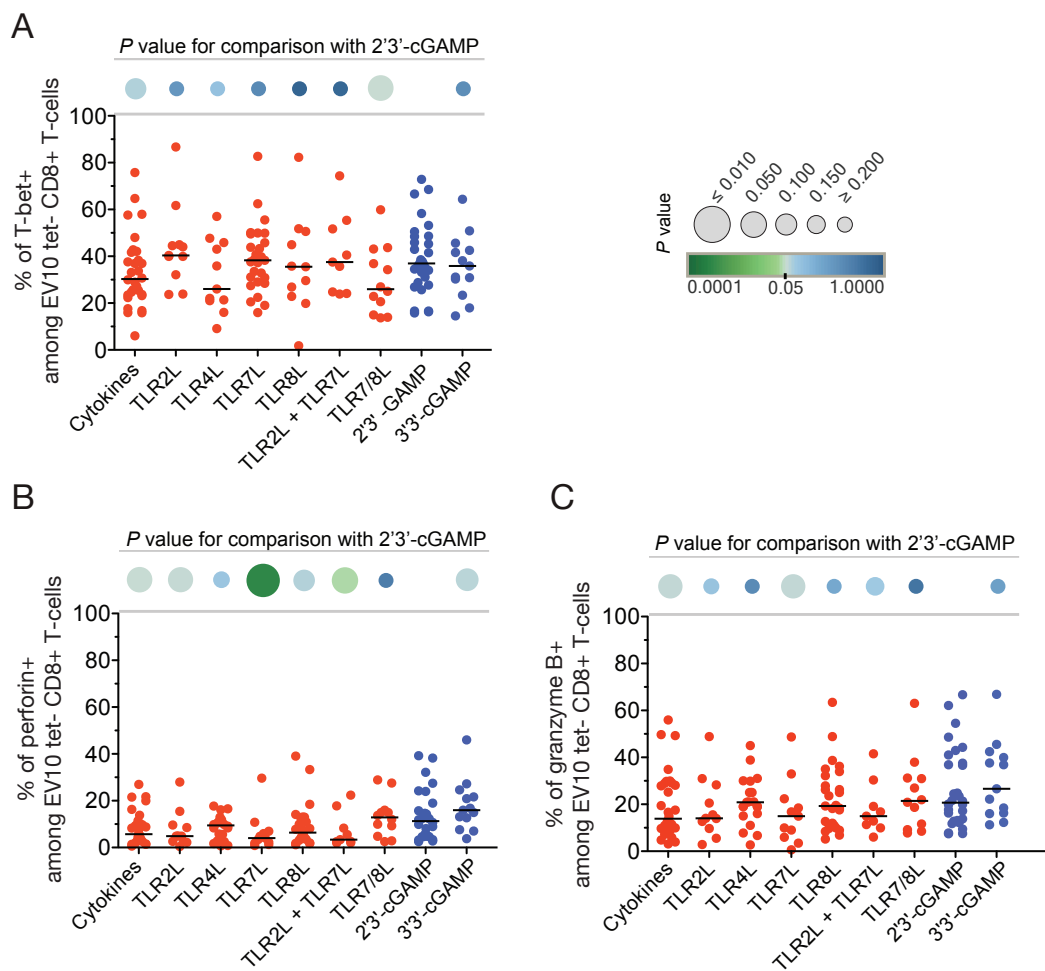 A
P value for comparison with 2'3'-cGAMP
% of T-bet+
among EV10 tet- CD8+ T-cells
100
80
60
40
20
0
Cytokines
TLR2L
TLR4L
TLR7L
TLR8L
TLR2L + TLR7L
TLR7/8L
2'3' -GAMP
3'3'-cGAMP
P value
≤ 0.010
0.050
0.100
0.150
≥ 0.200
0.0001
0.05
1.0000
B
P value for comparison with 2'3'-cGAMP
% of perforin+
among EV10 tet- CD8+ T-cells
100
80
60
40
20
0
Cytokines
TLR2L
TLR4L
TLR7L
TLR8L
TLR2L + TLR7L
TLR7/8L
2'3'-cGAMP
3'3'-cGAMP
C
P value for comparison with 2'3'-cGAMP
% of granzyme B+
among EV10 tet- CD8+ T-cells
100
80
60
40
20
0
Cytokines
TLR2L
TLR4L
TLR7L
TLR8L
TLR2L + TLR7L
TLR7/8L
2'3'-cGAMP
3'3'-cGAMP